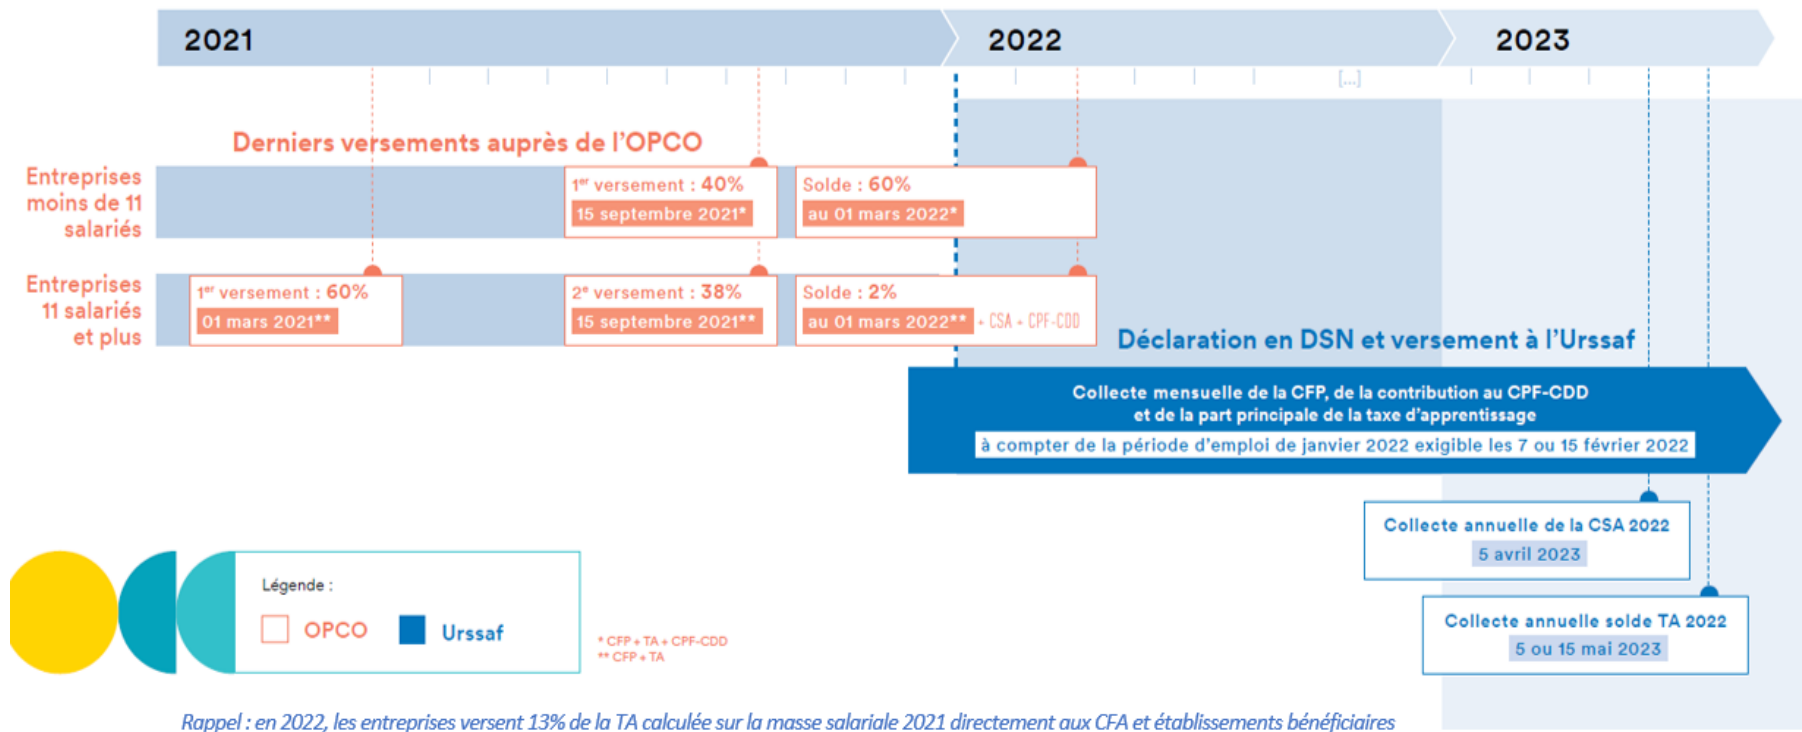 2021
2022
2023
[...]
Derniers versements auprès de l'OPCO
Entreprises
moins de 11
salariés
1er versement : 40%
15 septembre 2021*
Solde : 60%
au 01 mars 2022*
Entreprises
11 salariés
et plus
1er versement : 60%
01 mars 2021**
2e versement : 38%
15 septembre 2021**
Solde : 2%
au 01 mars 2022** + CSA + CPF-CDD
Déclaration en DSN et versement à l'Urssaf
Collecte mensuelle de la CFP, de la contribution au CPF-CDD
et de la part principale de la taxe d'apprentissage
à compter de la période d'emploi de janvier 2022 exigible les 7 ou 15 février 2022
Collecte annuelle de la CSA 2022
5 avril 2023
Collecte annuelle solde TA 2022
5 ou 15 mai 2023
Légende :
OPCO
Urssaf
* CFP + TA + CPF-CDD
** CFP + TA
Rappel : en 2022, les entreprises versent 13% de la TA calculée sur la masse salariale 2021 directement aux CFA et établissements bénéficiaires